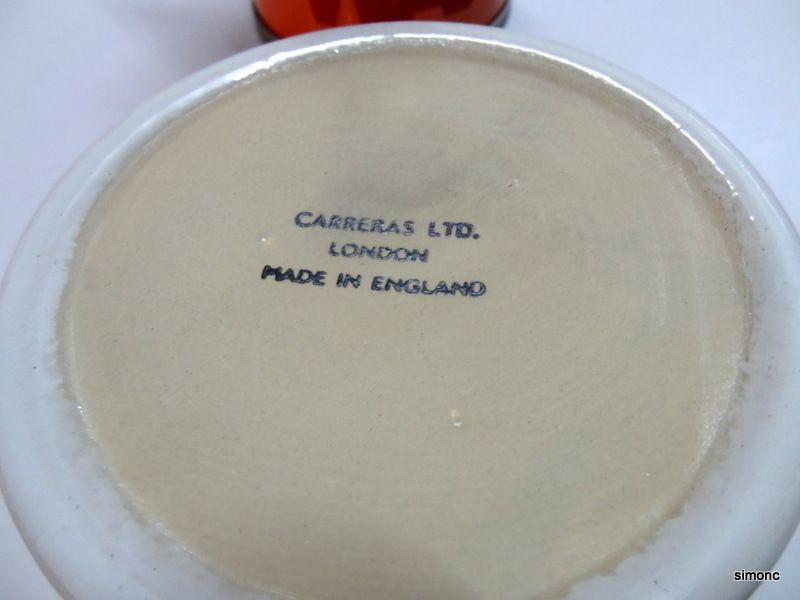 CARRERAS LTD.
LONDON
MADE IN ENGLAND
simonc